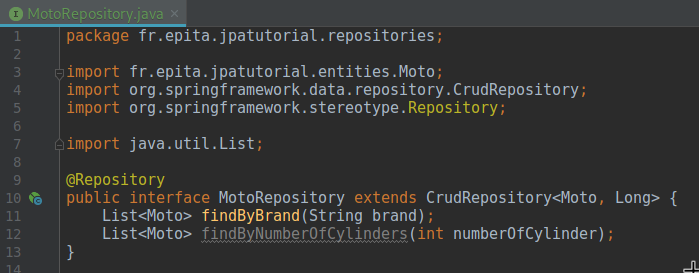 MotoRepository.java
1 package fr.epita.jpatutorial.repositories;
2
3 import fr.epita.jpatutorial.entities.Moto;
4 import org.springframework.data.repository.CrudRepository;
5 import org.springframework.stereotype.Repository;
6
7 import java.util.List;
8
9 @Repository
10 public interface MotoRepository extends CrudRepository<Moto, Long> {
11     List<Moto> findByBrand(String brand);
12     List<Moto> findByNumberOfCylinders(int numberOfCylinder);
13 }
14